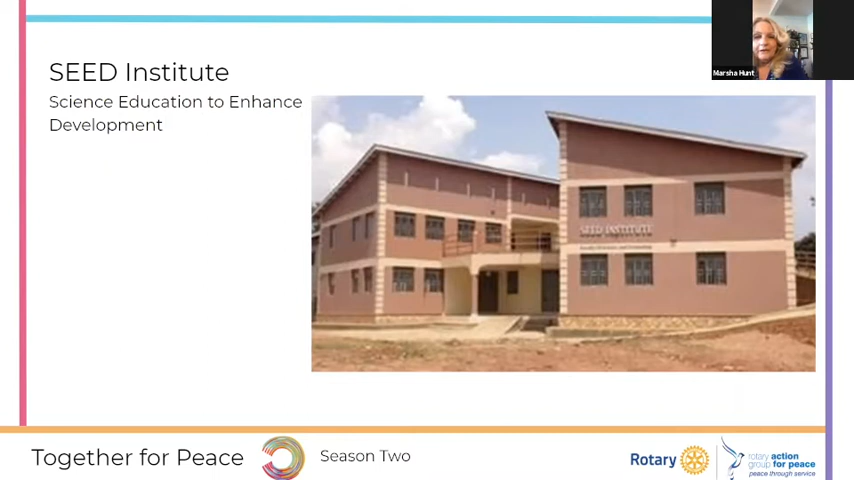 SEED Institute
Science Education to Enhance
Development
Marsha Hunt
SEED INSTITUTE
Together for Peace
Season Two
Rotary
rotary action
group for peace
peace through service